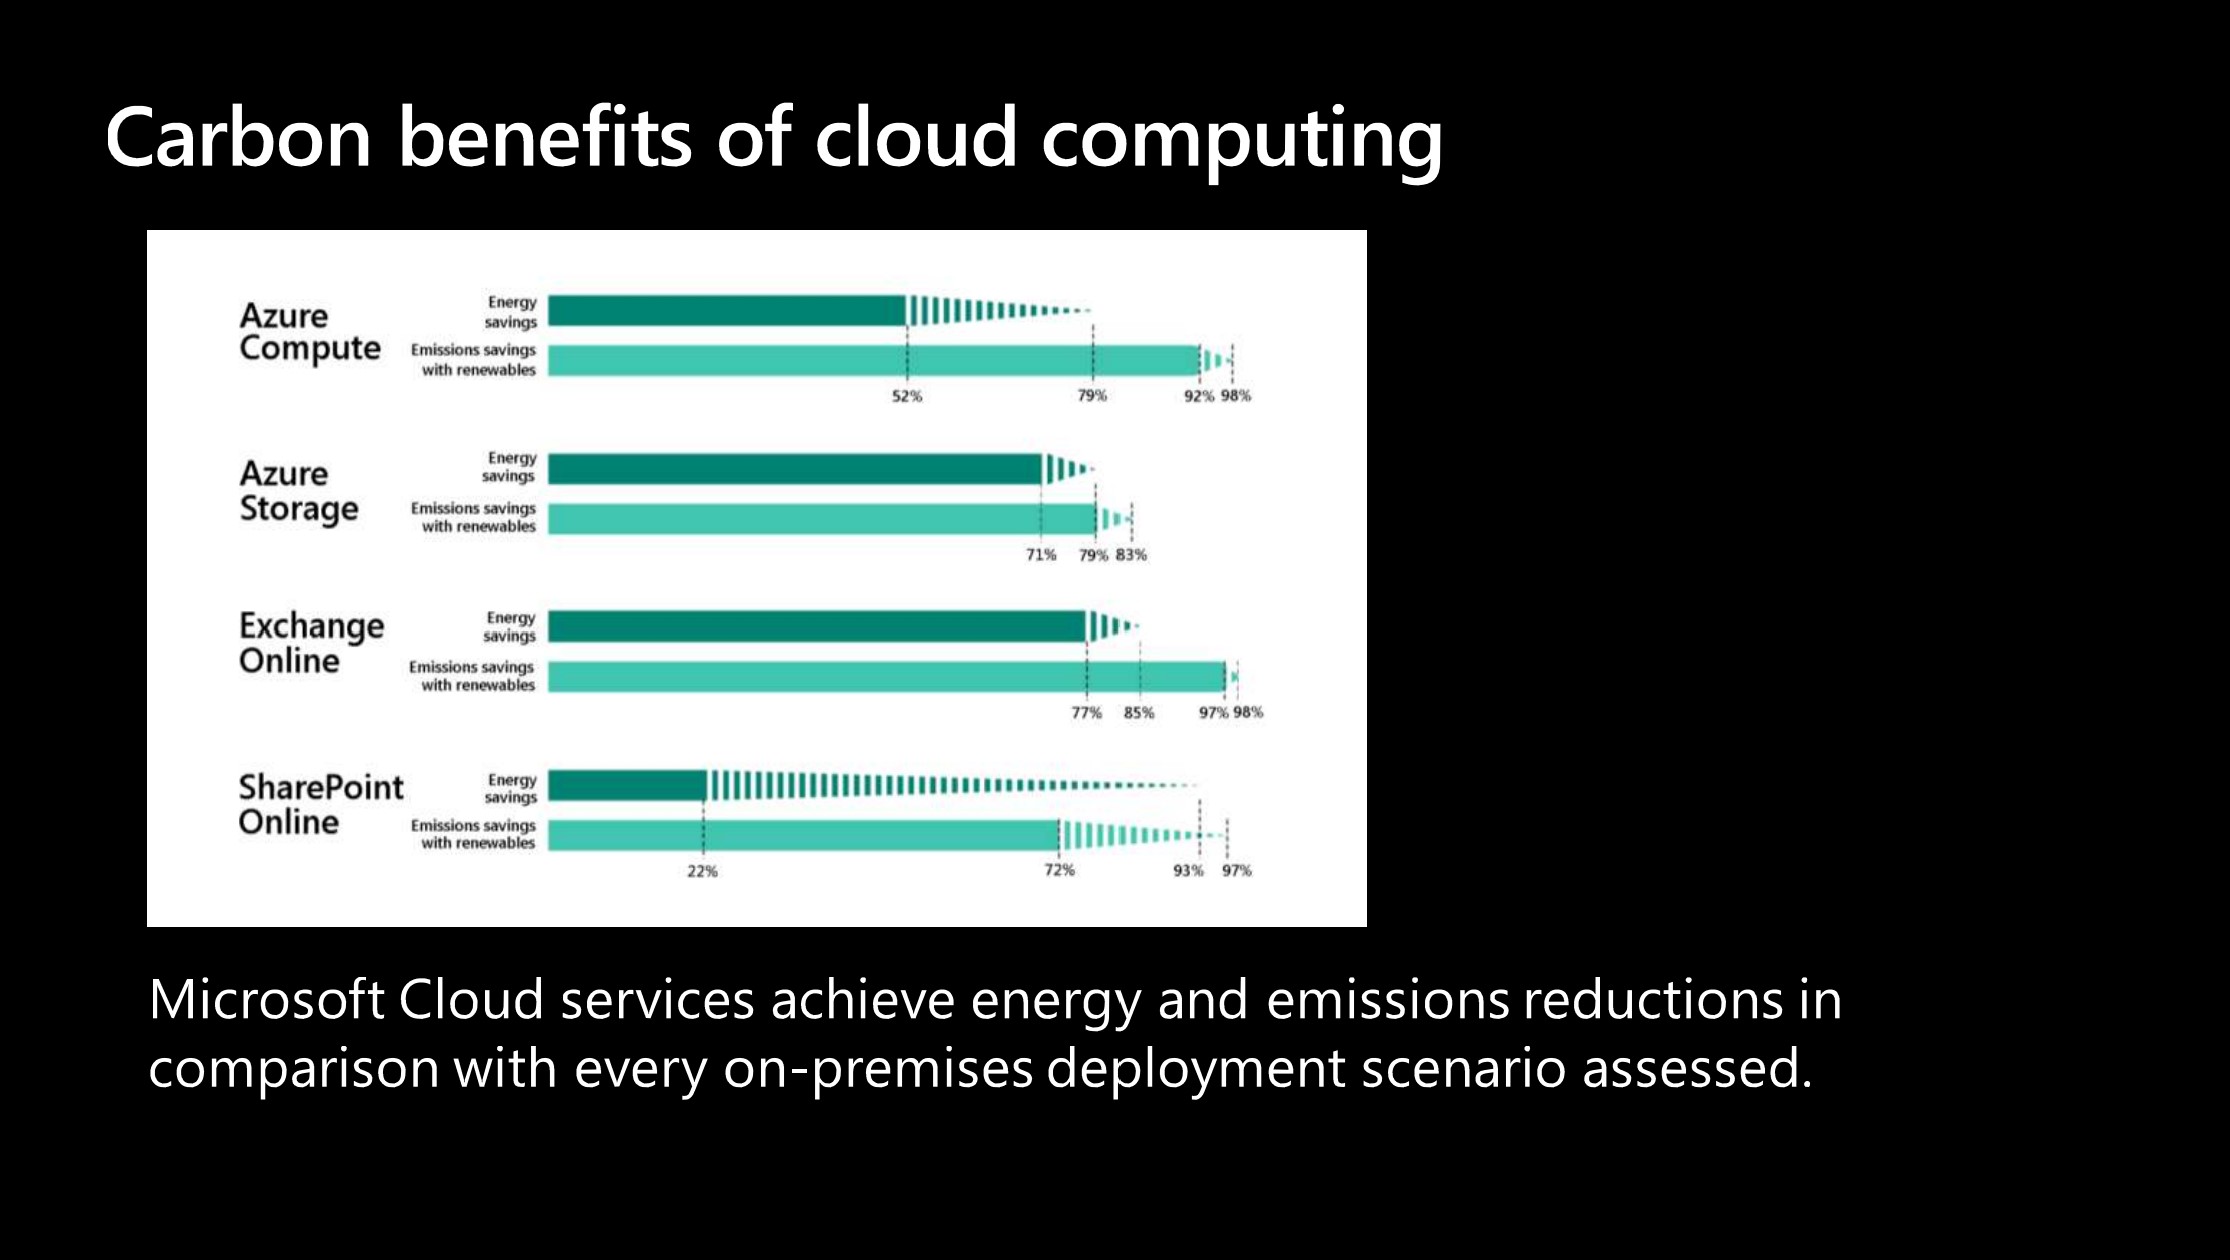 Carbon benefits of cloud computing
Azure
Compute
Energy
savings
Emissions savings
with renewables
52%
79%
92%
98%
Azure
Storage
Energy
savings
Emissions savings
with renewables
71%
79%
83%
Exchange
Online
Energy
savings
Emissions savings
with renewables
77%
85%
97%
98%
SharePoint
Online
Energy
savings
Emissions savings
with renewables
22%
72%
93%
97%
Microsoft Cloud services achieve energy and emissions reductions in
comparison with every on-premises deployment scenario assessed.